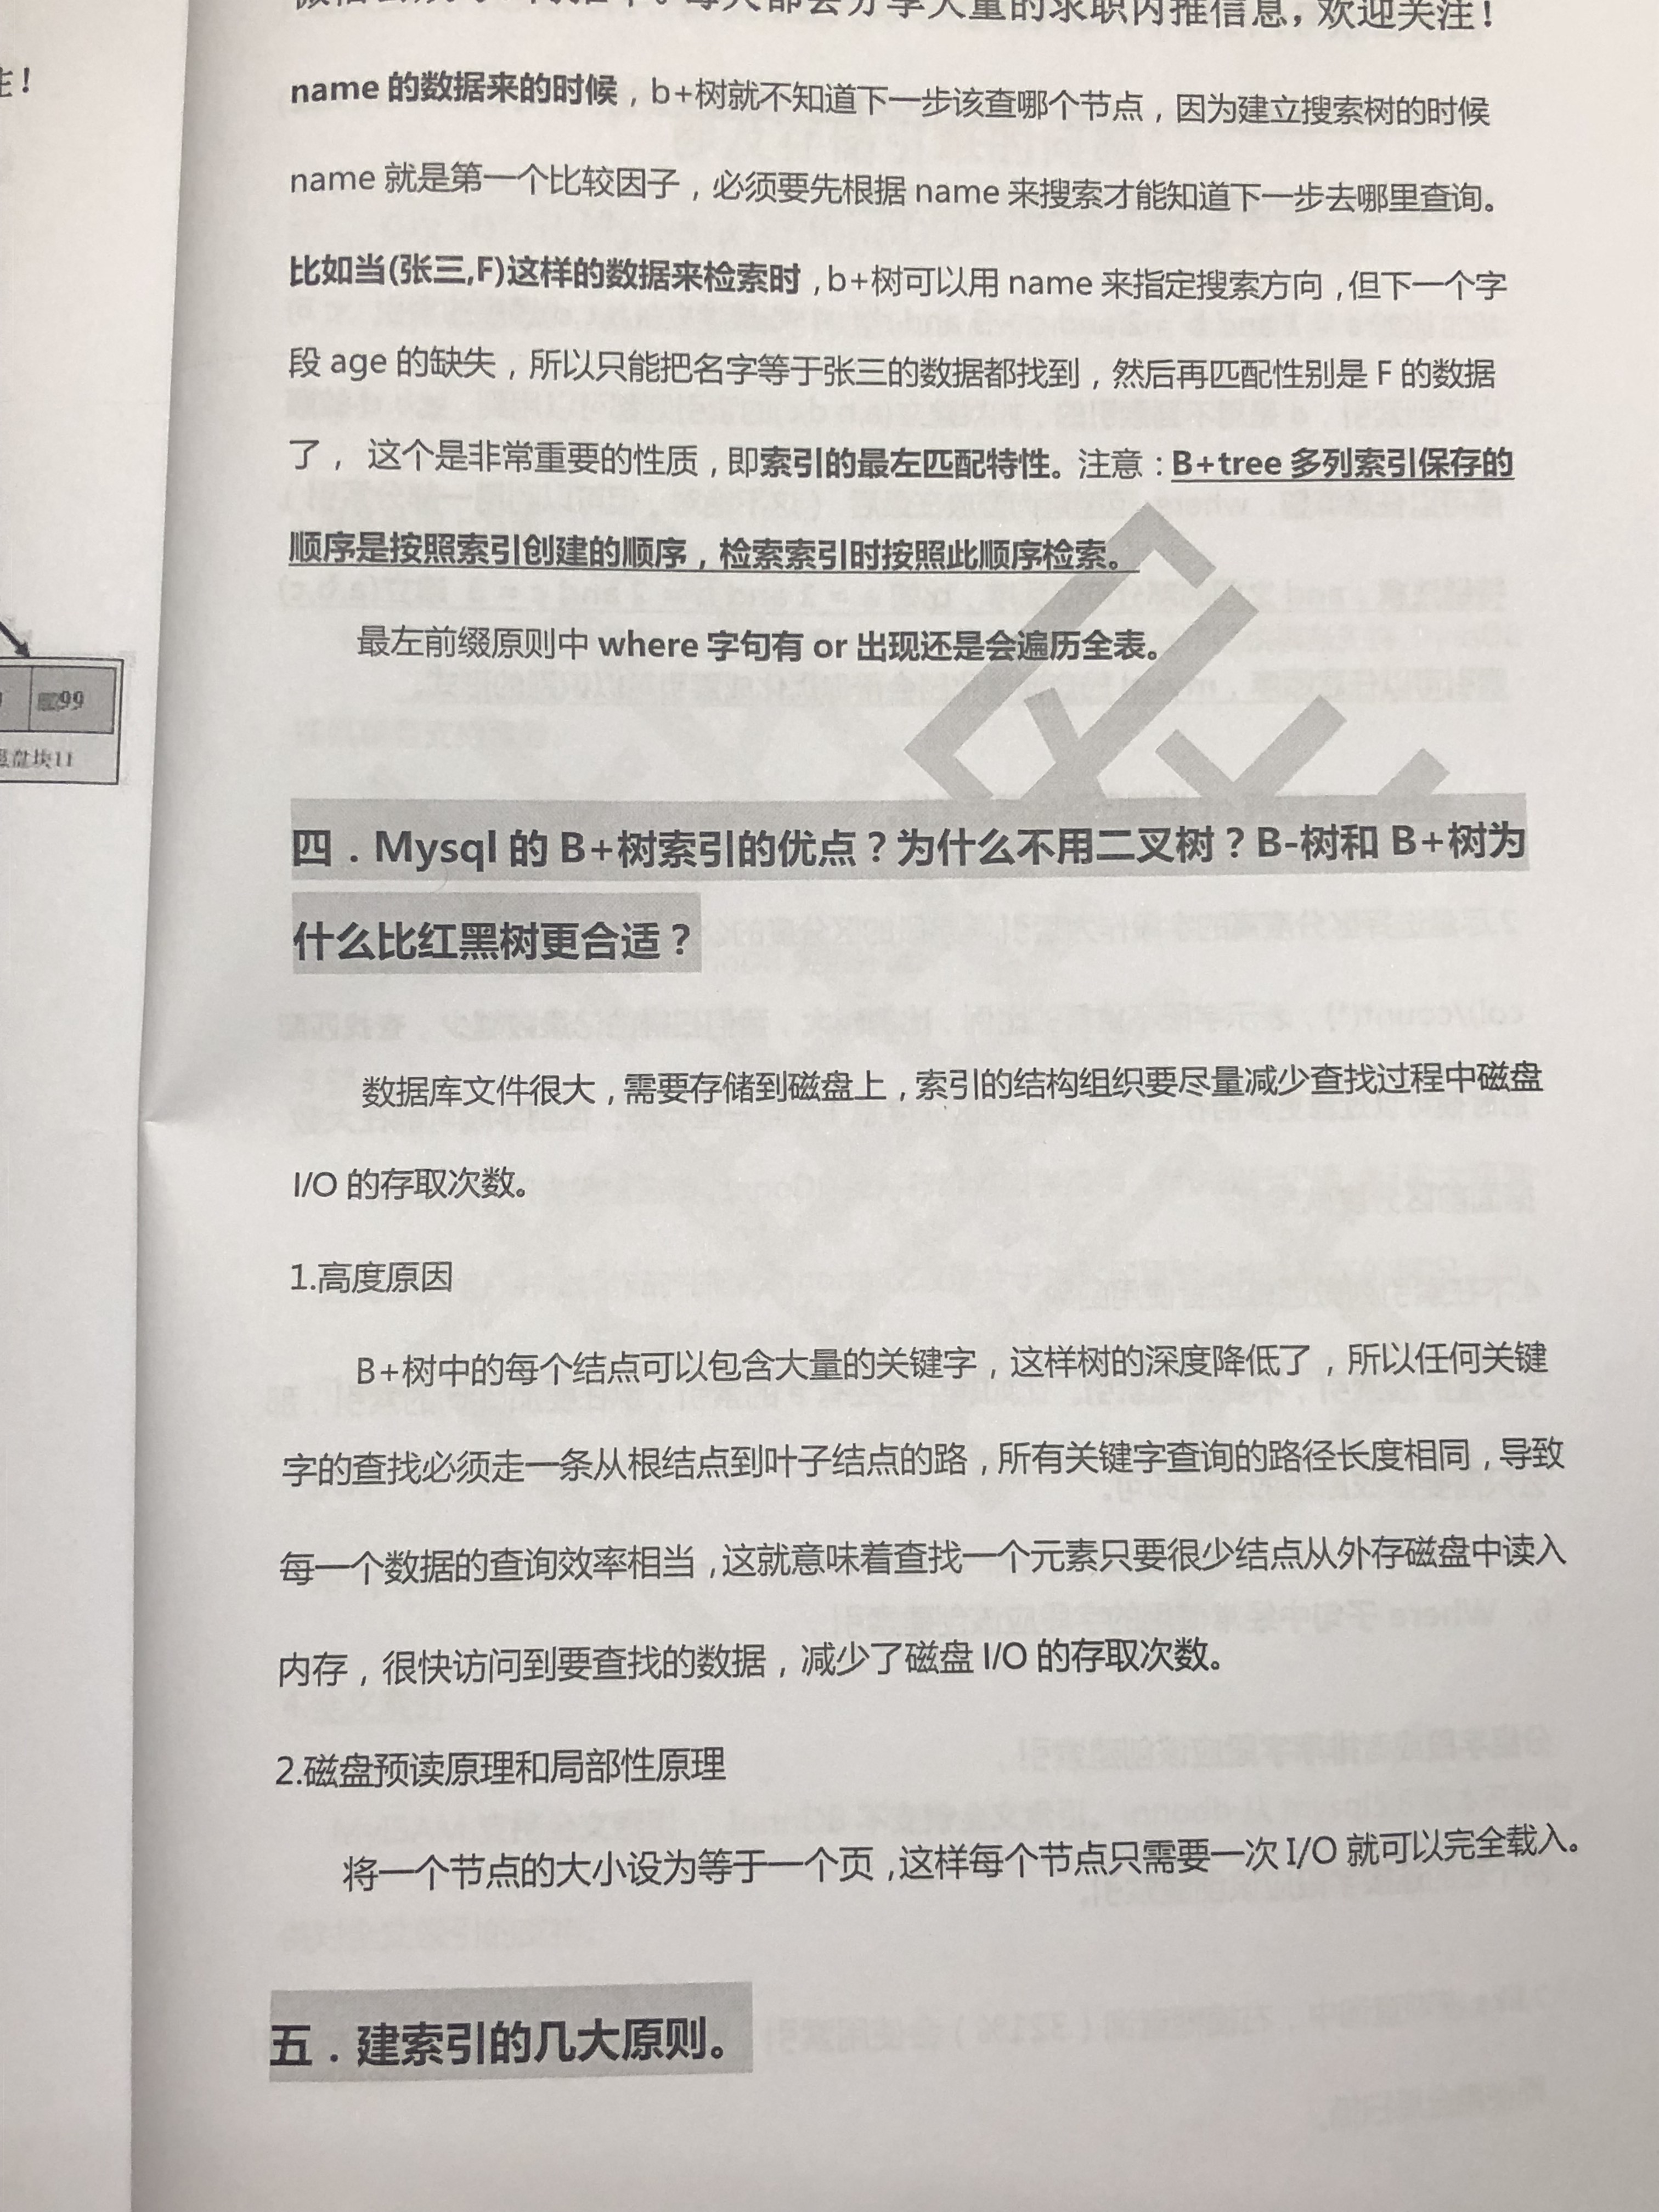 每天都会分享大量的求职内推信息，欢迎关注！
主！
name 的数据来的时候，b+树就不知道下一步该查哪个节点，因为建立搜索树的时候
name 就是第一个比较因子，必须要先根据 name 来搜索才能知道下一步去哪里查询。
比如当(张三,F)这样的数据来检索时，b+树可以用 name 来指定搜索方向，但下一个字
段 age 的缺失，所以只能把名字等于张三的数据都找到，然后再匹配性别是 F 的数据
了， 这个是非常重要的性质，即索引的最左匹配特性。注意：B+tree 多列索引保存的
顺序是按照索引创建的顺序，检索索引时按照此顺序检索。
最左前缀原则中 where 字句有 or 出现还是会遍历全表。
99
磁盘块11
四．Mysql 的 B+树索引的优点？为什么不用二叉树？B-树和 B+树为
什么比红黑树更合适？
数据库文件很大，需要存储到磁盘上，索引的结构组织要尽量减少查找过程中磁盘
I/O 的存取次数。
1.高度原因
B+树中的每个结点可以包含大量的关键字，这样树的深度降低了，所以任何关键
字的查找必须走一条从根结点到叶子结点的路，所有关键字查询的路径长度相同，导致
每一个数据的查询效率相当，这就意味着查找一个元素只要很少结点从外存磁盘中读入
内存，很快访问到要查找的数据，减少了磁盘 I/O 的存取次数。
2.磁盘预读原理和局部性原理
将一个节点的大小设为等于一个页，这样每个节点只需要一次 I/O 就可以完全载入。
五．建索引的几大原则。